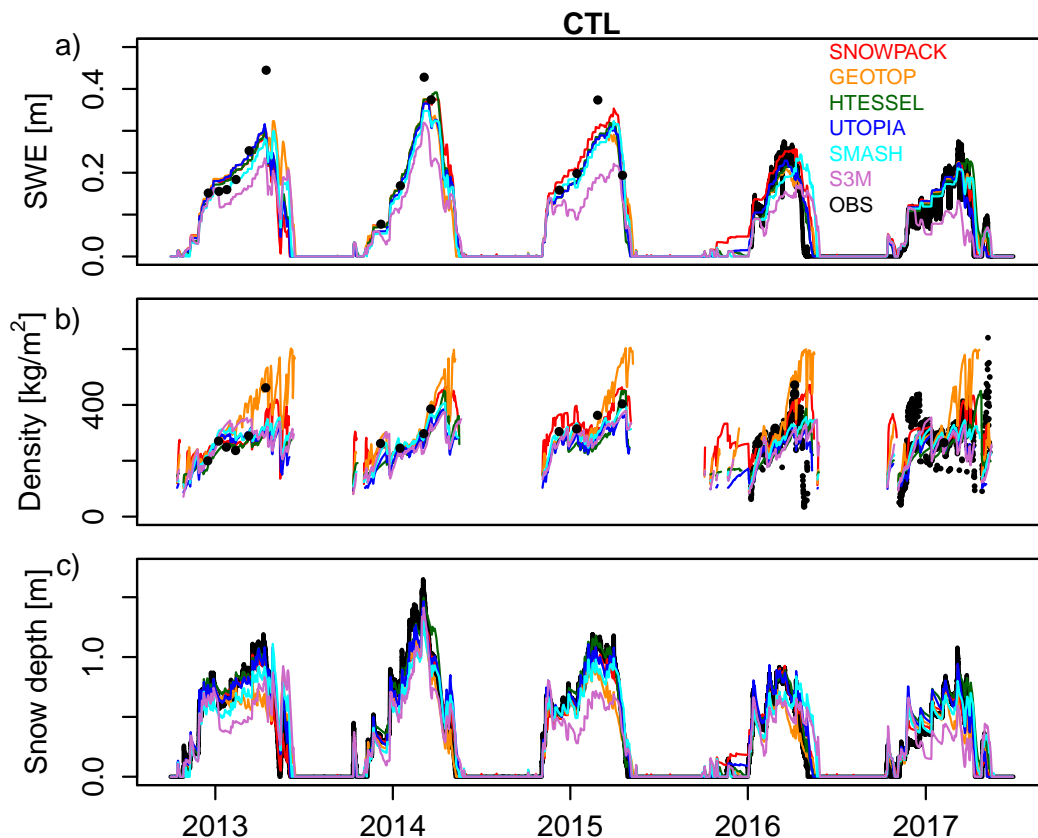 CTL
a)
SWE [m]
0.0 0.2 0.4
SNOWPACK
GEOTOP
HTESSEL
UTOPIA
SMASH
S3M
OBS
b)
Density [kg/m²]
0 400
c)
Snow depth [m]
0.0 1.0
2013 2014 2015 2016 2017